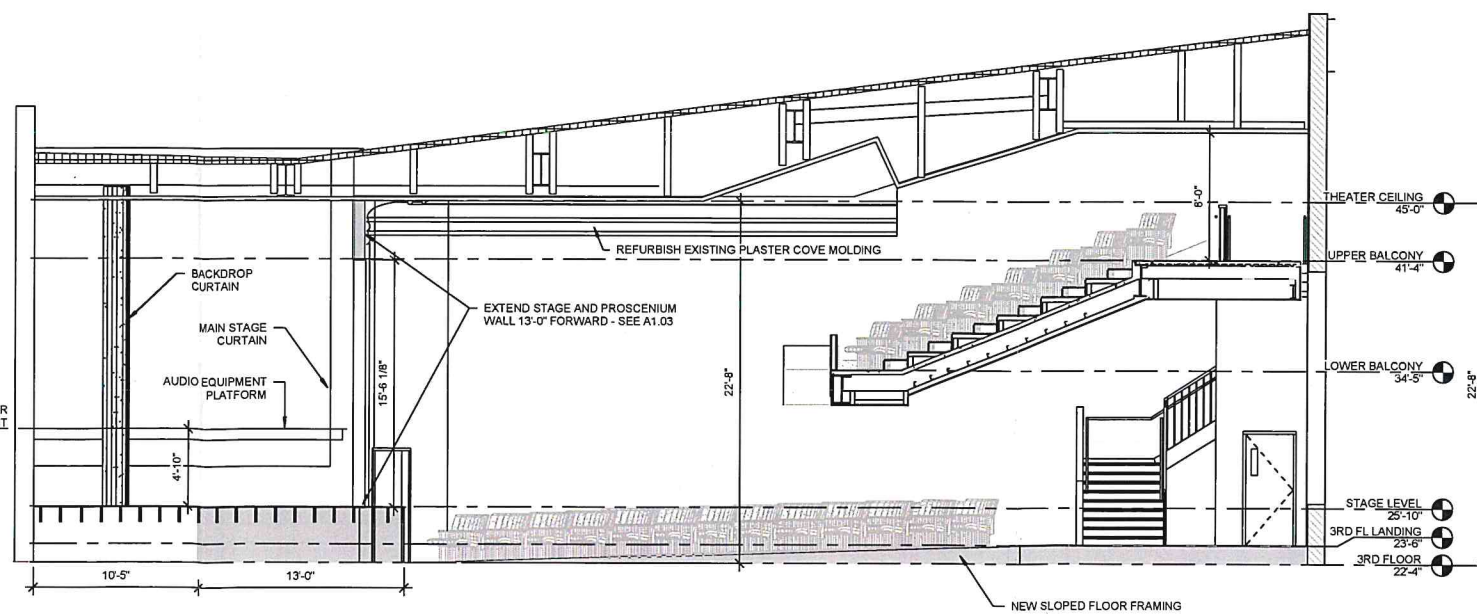 THEATER CEILING
45'-0"
8'-0"
REFURBISH EXISTING PLASTER COVE MOLDING
UPPER BALCONY
41'-4"
BACKDROP
CURTAIN
EXTEND STAGE AND PROSCENIUM
WALL 13'-0" FORWARD - SEE A1.03
MAIN STAGE
CURTAIN
LOWER BALCONY
34'-5"
AUDIO EQUIPMENT
PLATFORM
15'-6 1/8"
22'-8"
22'-8"
R
T
4'-10"
STAGE LEVEL
25'-10"
3RD FL LANDING
23'-6"
3RD FLOOR
22'-4"
10'-5"
13'-0"
NEW SLOPED FLOOR FRAMING